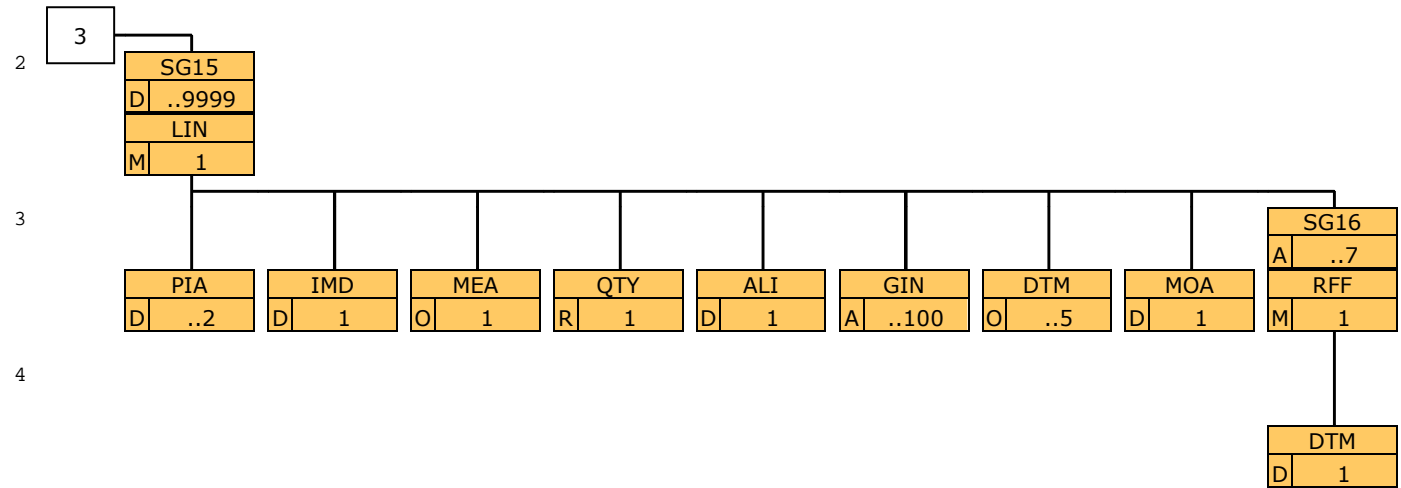 3
2
SG15
D ..9999
LIN
M 1
3
SG16
A ..7
PIA IMD MEA QTY ALI GIN DTM MOA RFF
D ..2 D 1 O 1 R 1 D 1 A ..100 O ..5 D 1 M 1
4
DTM
D 1